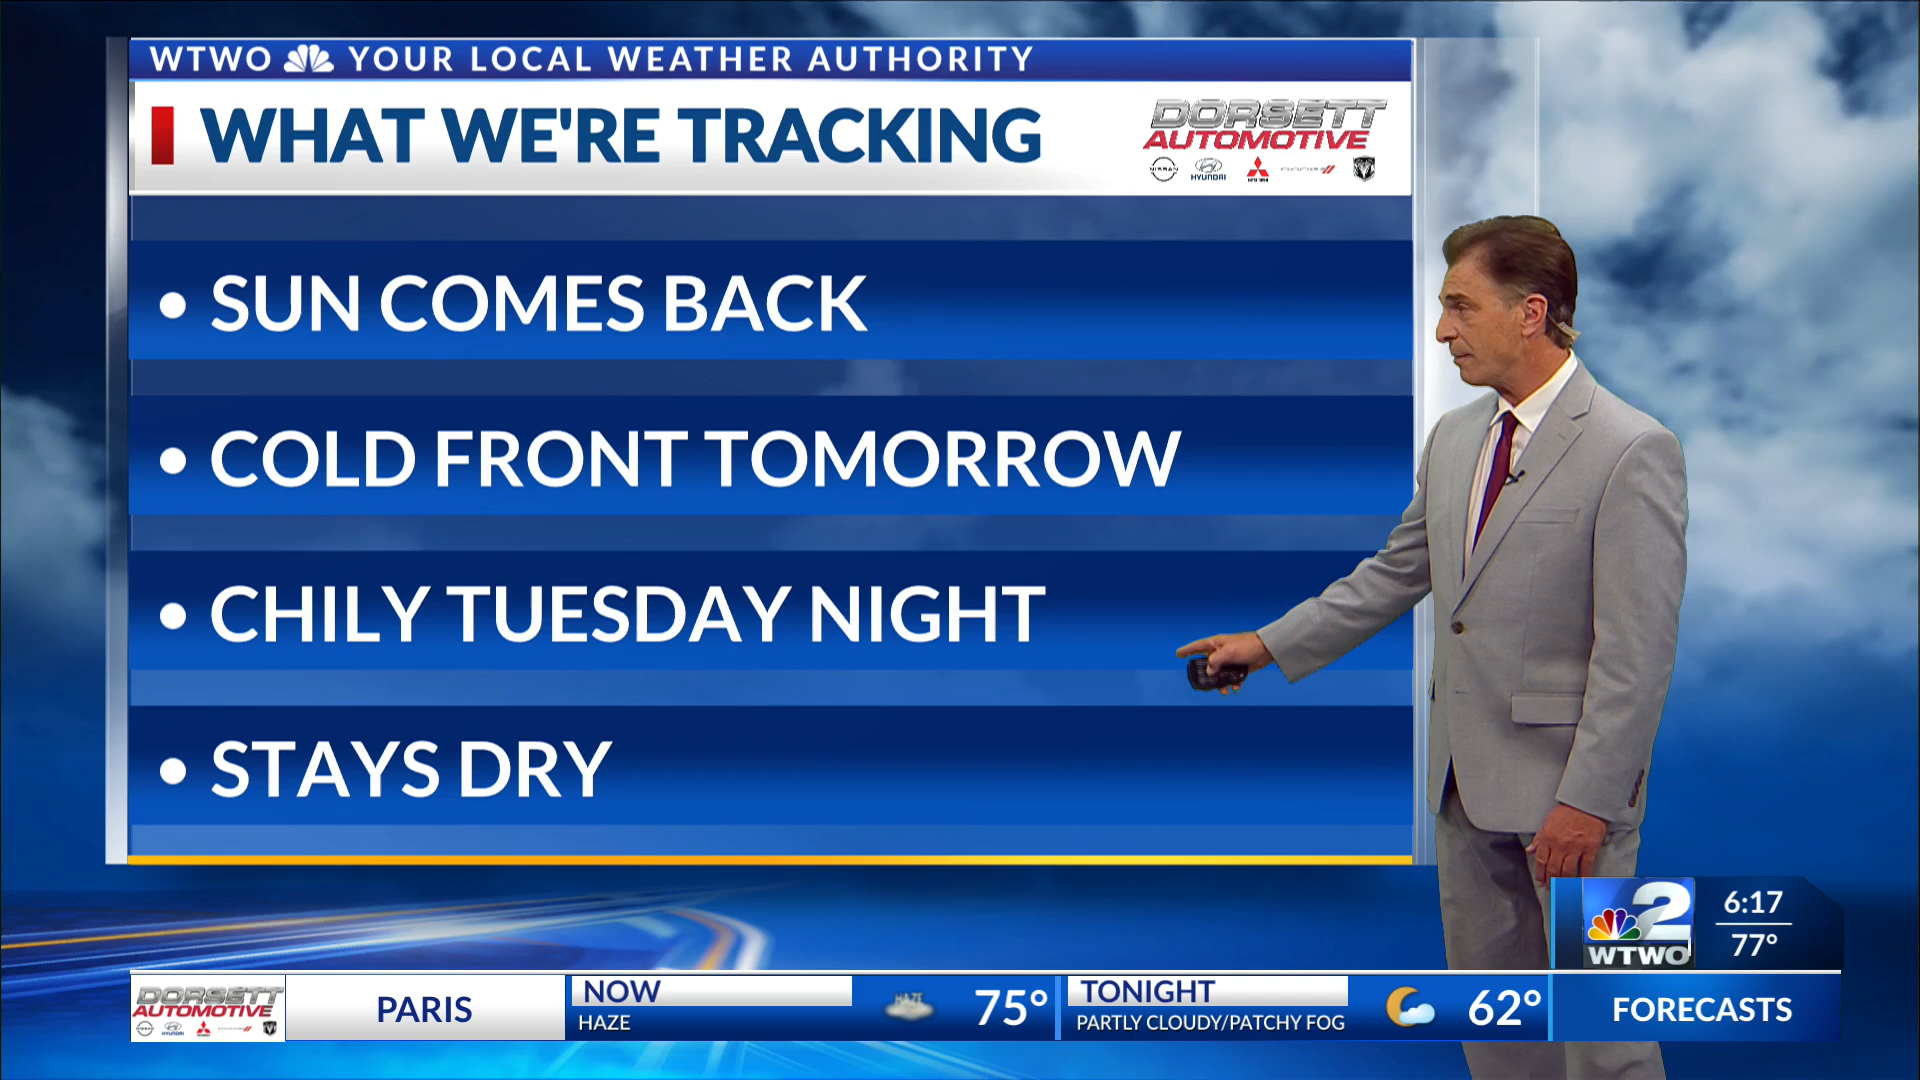 WTWO YOUR LOCAL WEATHER AUTHORITY
WHAT WE'RE TRACKING
DORSETT
AUTOMOTIVE
NISSAN HYUNDAI
• SUN COMES BACK
• COLD FRONT TOMORROW
• CHILY TUESDAY NIGHT
• STAYS DRY
2
WTWO
6:17
77°
DORSETT
AUTOMOTIVE
PARIS
NOW
HAZE
HAZE
75°
TONIGHT
PARTLY CLOUDY/PATCHY FOG
62°
FORECASTS